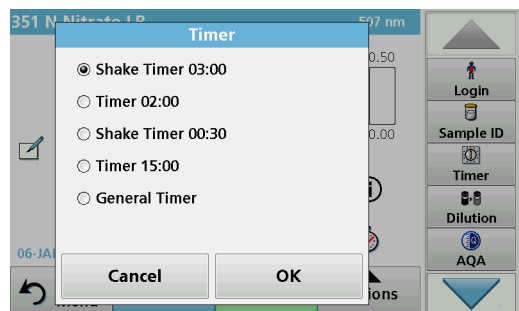 351 N Nitrate LR 507 nm
Timer
Shake Timer 03:00
Timer 02:00
Shake Timer 00:30
Timer 15:00
General Timer
Cancel OK
0.50
0.00
06-JA
ions
Login
Sample ID
Timer
Dilution
AQA